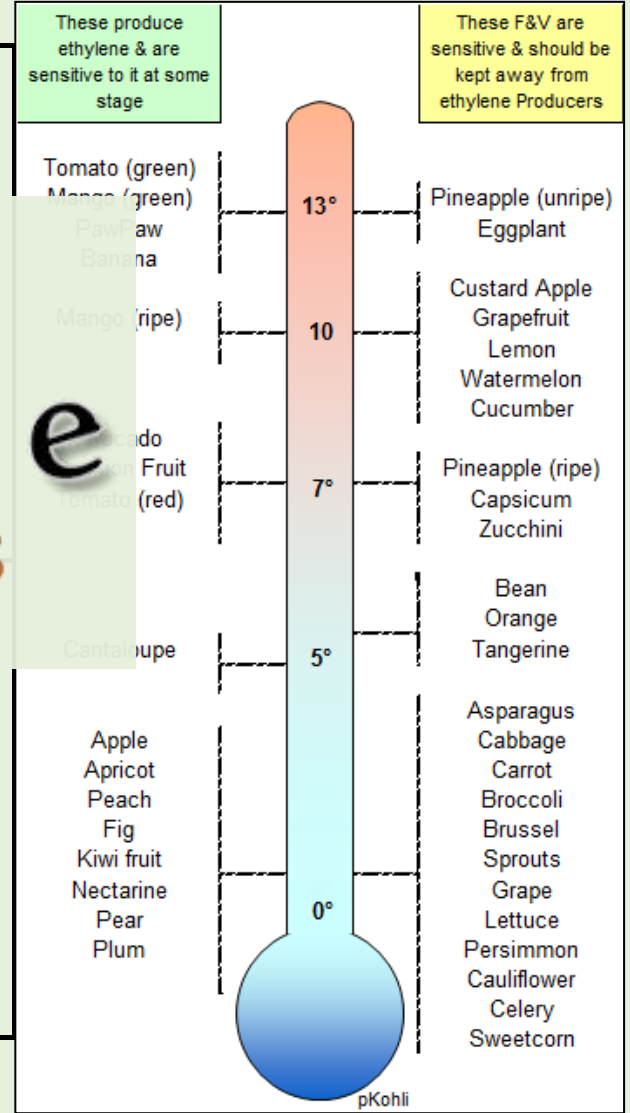 These produce
ethylene & are
sensitive to it at some
stage
Tomato (green)
Mango (green)
PawPaw
Banana
Mango (ripe)
e
Fruit
Tomato (red)
Cantaloupe
Apple
Apricot
Peach
Fig
Kiwi fruit
Nectarine
Pear
Plum
13°
10
7°
5°
0°
These F&V are
sensitive & should be
kept away from
ethylene Producers
Pineapple (unripe)
Eggplant
Custard Apple
Grapefruit
Lemon
Watermelon
Cucumber
Pineapple (ripe)
Capsicum
Zucchini
Bean
Orange
Tangerine
Asparagus
Cabbage
Carrot
Broccoli
Brussel
Sprouts
Grape
Lettuce
Persimmon
Cauliflower
Celery
Sweetcorn
pKohli